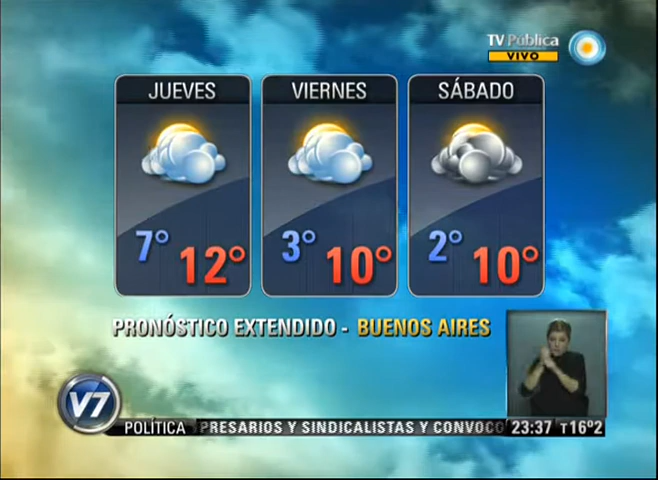 TV Pública
VIVO
JUEVES
VIERNES
SÁBADO
7° 12°
3° 10°
2° 10°
PRONÓSTICO EXTENDIDO - BUENOS AIRES
V7
POLÍTICA PRESARIOS Y SINDICALISTAS Y CONVOCO 23:37 T16°2